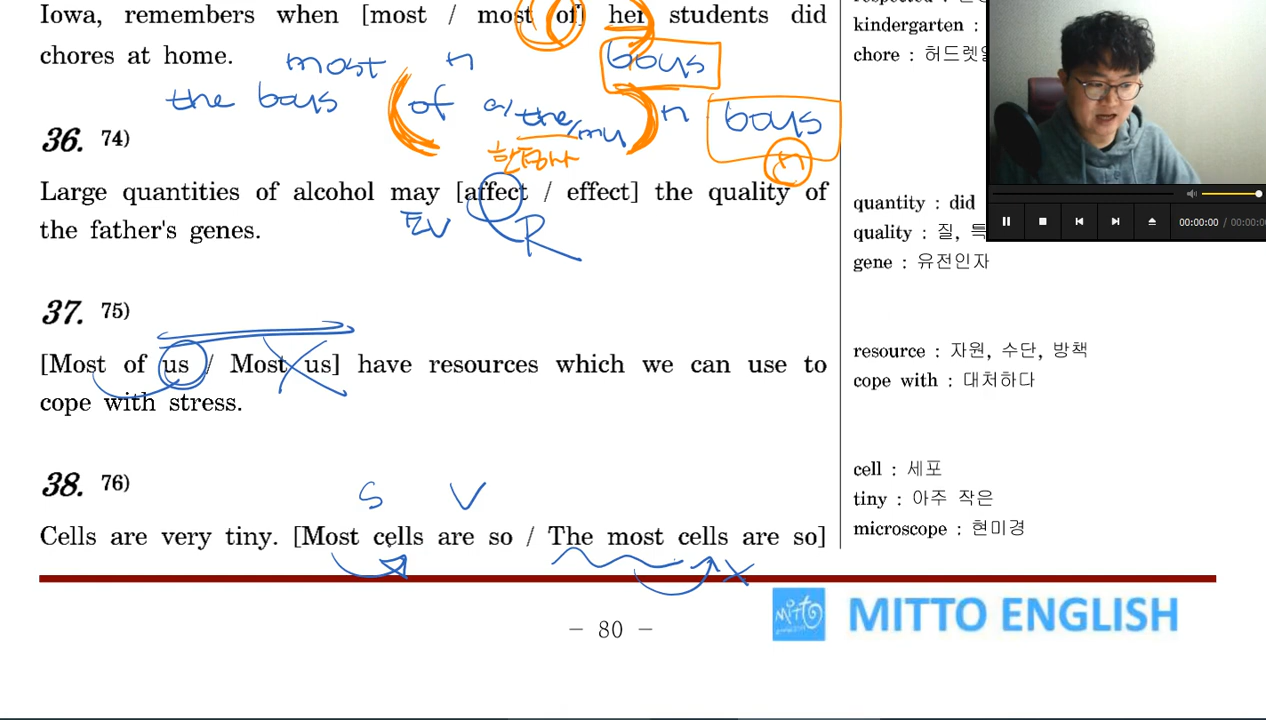 Iowa, remembers when [most / most of] her students did
chores at home.
most n boys
the boys (of a/the/my) n boys
한정사
36. 74)
Large quantities of alcohol may [affect / effect] the quality of
the father's genes.
R
37. 75)
[Most of us / Most us] have resources which we can use to
cope with stress.
38. 76)
S V
Cells are very tiny. [Most cells are so / The most cells are so]
kindergarten :
chore : 허드렛일
quantity : did
quality : 질, 특
gene : 유전인자
resource : 자원, 수단, 방책
cope with : 대처하다
cell : 세포
tiny : 아주 작은
microscope : 현미경
00:00:00 / 00:00:0
- 80 -
MITTO ENGLISH